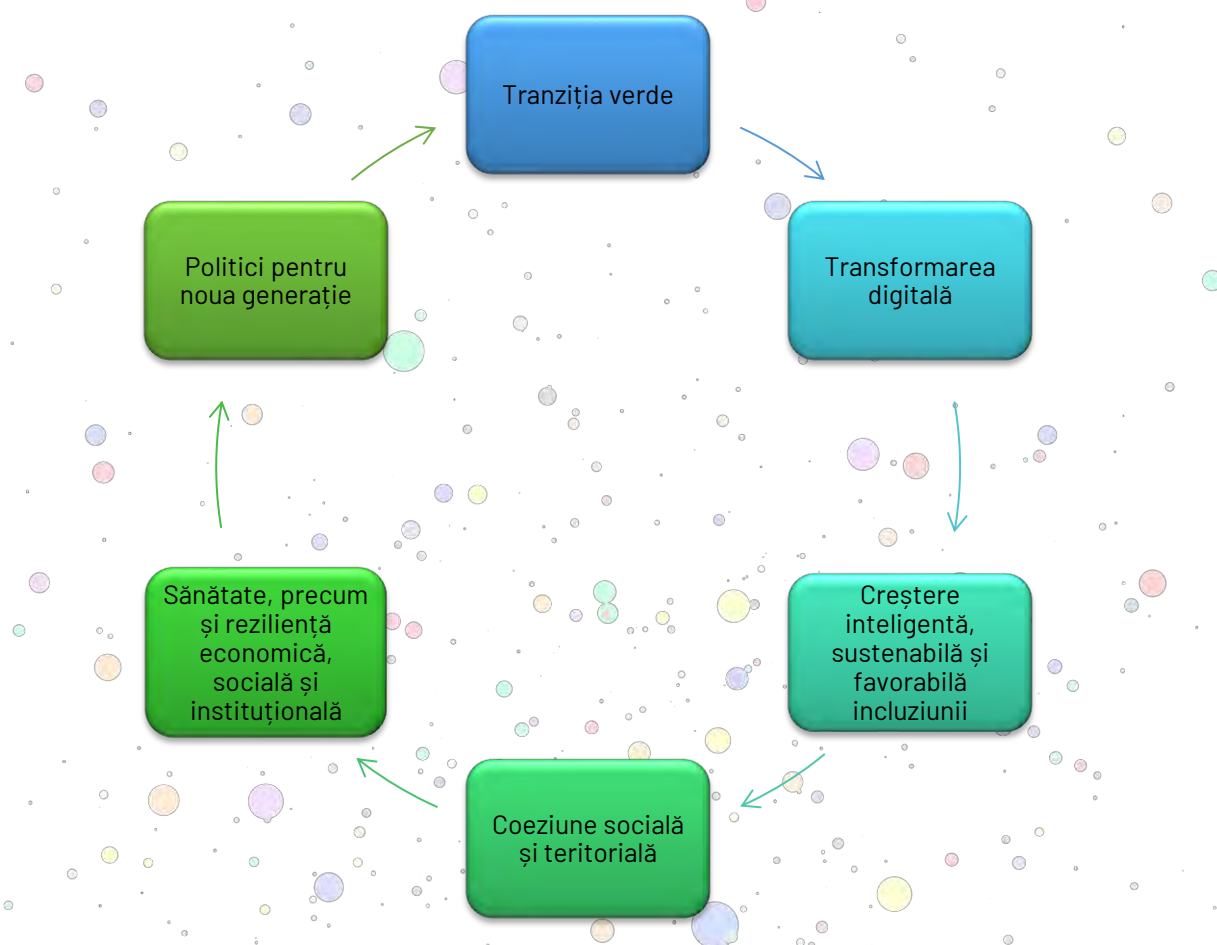 Tranziția verde
Transformarea
digitală
Creștere
inteligentă,
sustenabilă și
favorabilă
incluziunii
Coeziune socială
și teritorială
Sănătate, precum
și reziliență
economică,
socială și
instituțională
Politici pentru
noua generație